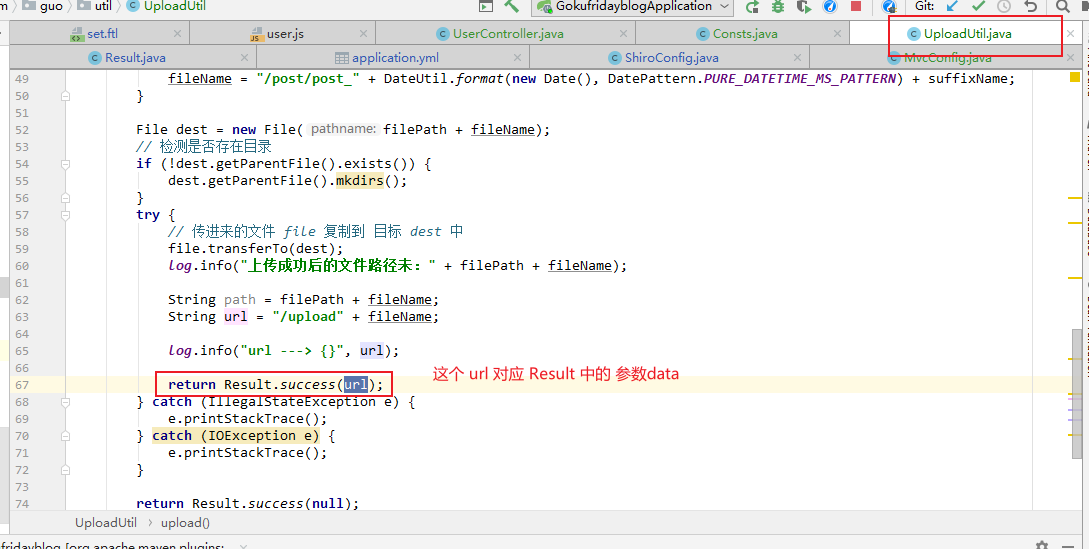 guo util UploadUtil GokufridayblogApplication Git:
set.ftl user.js UserController.java Consts.java UploadUtil.java
Result.java application.yml ShiroConfig.java MvcConfig.java
49 fileName = "/post/post_" + DateUtil.format(new Date(), DatePattern.PURE_DATETIME_MS_PATTERN) + suffixName;
50 }
51
52 File dest = new File( pathname: filePath + fileName);
53 // 检测是否存在目录
54 if (!dest.getParentFile().exists()) {
55 dest.getParentFile().mkdirs();
56 }
57 try {
58 // 传进来的文件 file 复制到 目标 dest 中
59 file.transferTo(dest);
60 log.info("上传成功后的文件路径未：" + filePath + fileName);
61
62 String path = filePath + fileName;
63 String url = "/upload" + fileName;
64
65 log.info("url ---> {}", url);
66
67 return Result.success(url);
这个 url 对应 Result 中的 参数data
68 } catch (IllegalStateException e) {
69 e.printStackTrace();
70 } catch (IOException e) {
71 e.printStackTrace();
72 }
73
74 return Result.success(null);
UploadUtil › upload()
fridayblog [org.apache.maven.plugins: